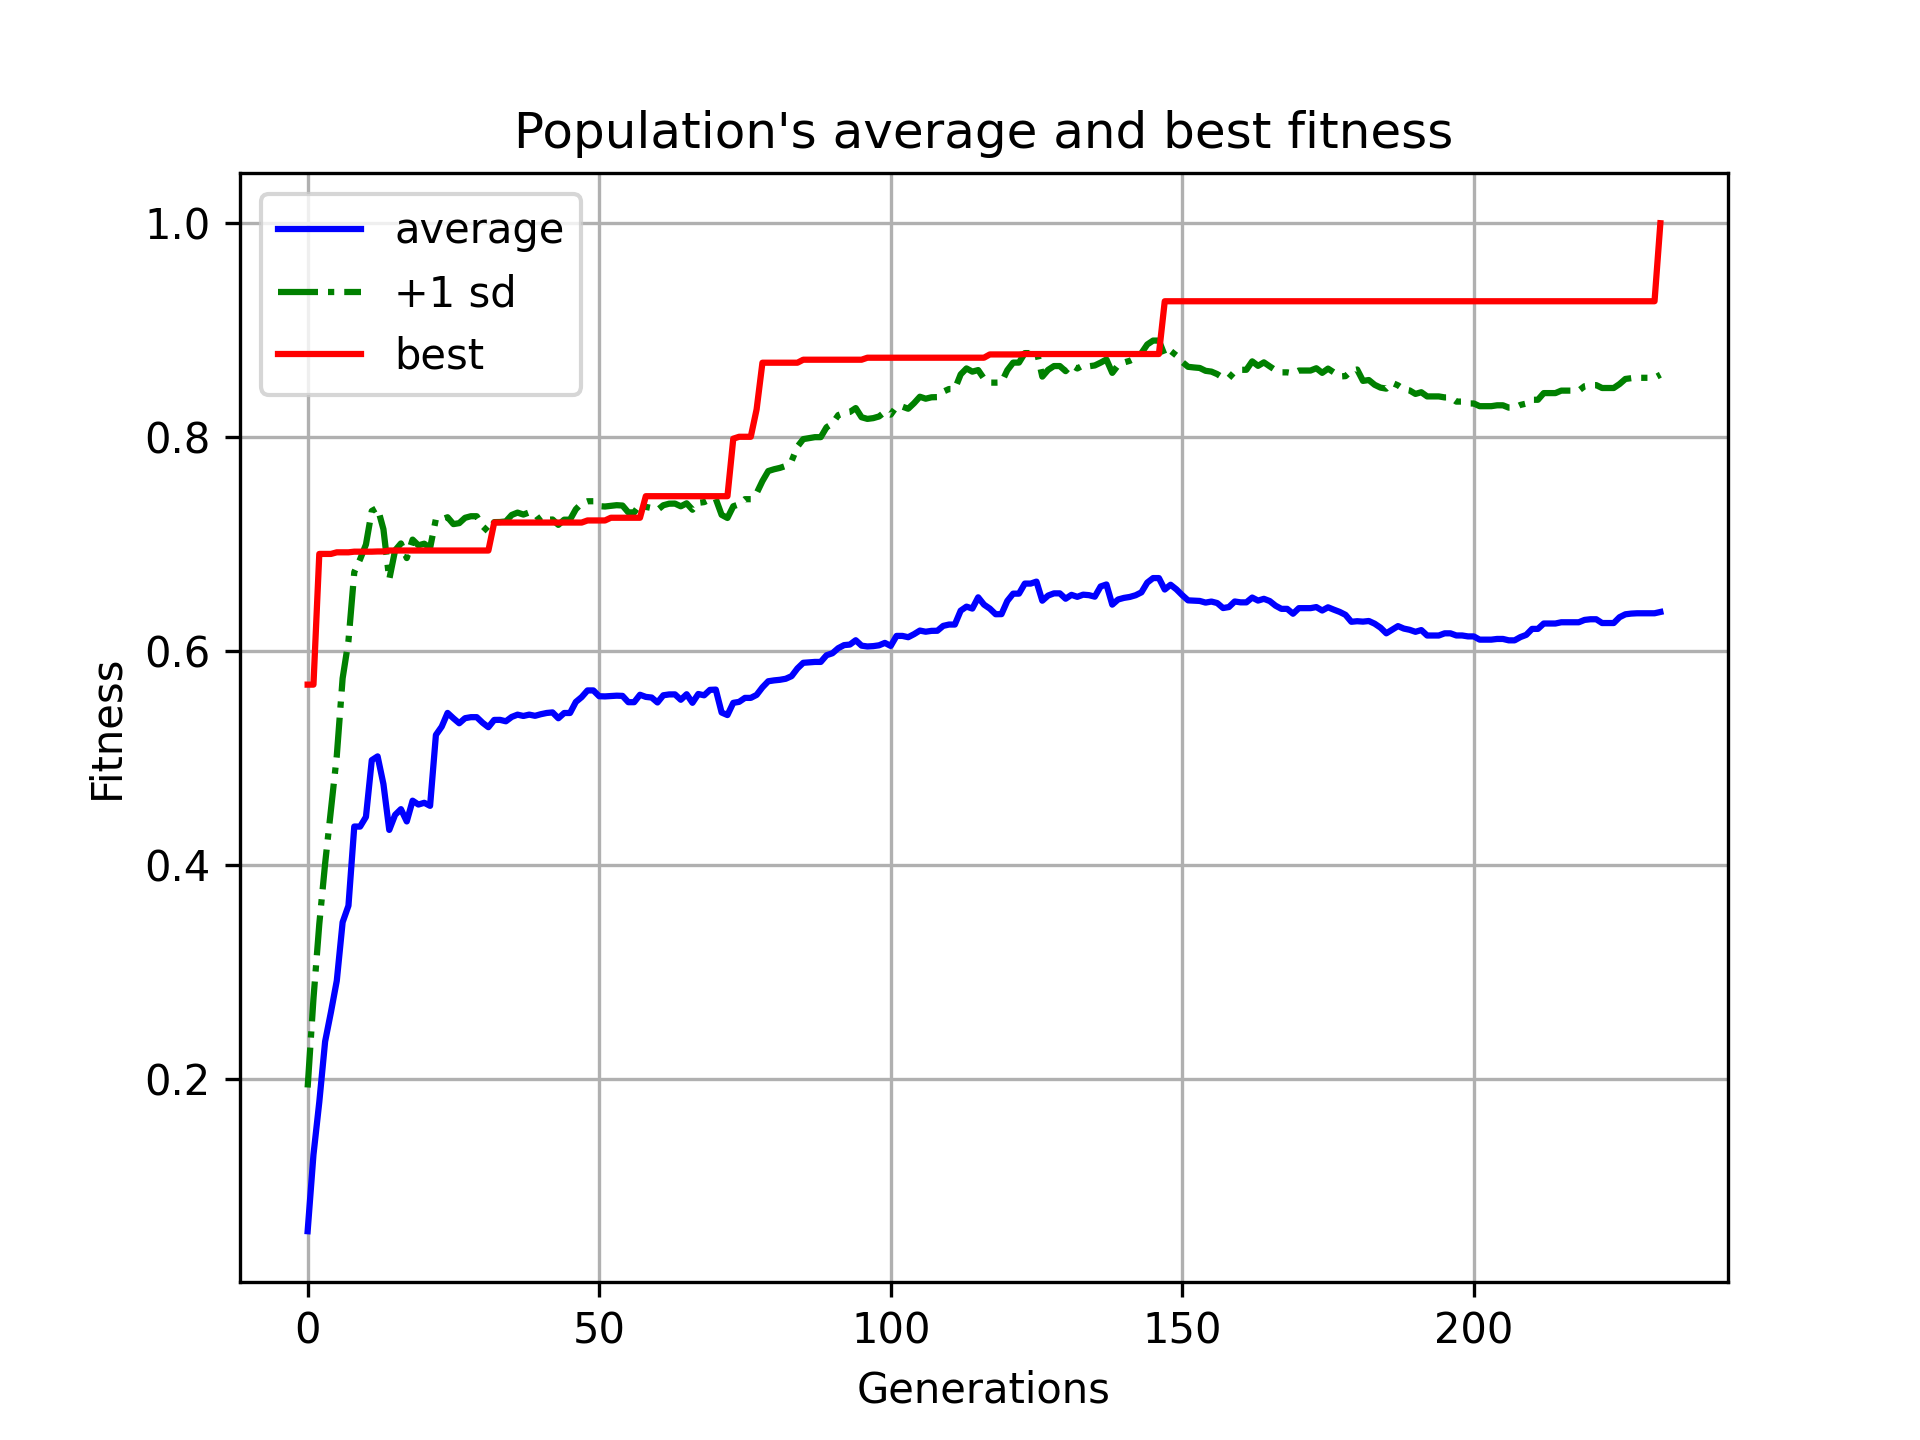 Population's average and best fitness
average
+1 sd
best
1.0
0.8
0.6
0.4
0.2
Fitness
0 50 100 150 200
Generations